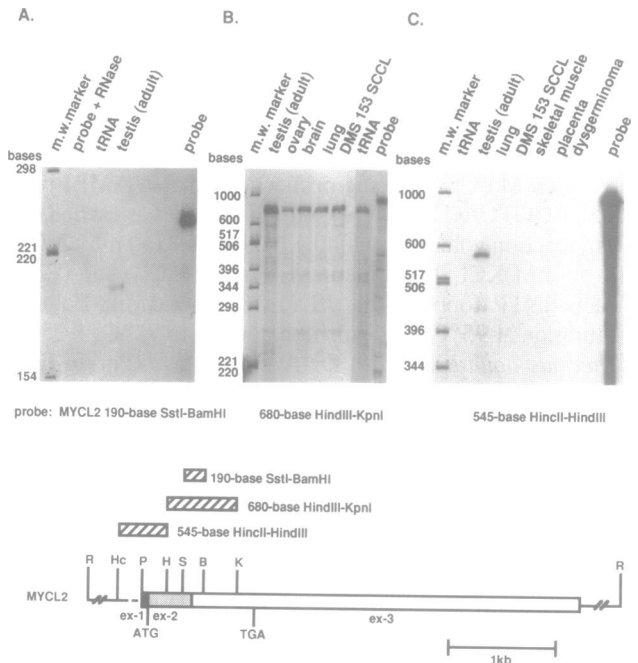 A.
m.w. marker
probe + RNase
tRNA
testis (adult)
probe
bases
298
221
220
154
probe: MYCL2 190-base SstI-BamHI
B.
m.w. marker
testis (adult)
ovary
brain
lung
DMS 153 SCCL
tRNA
probe
bases
1000
600
517
506
396
344
298
221
220
680-base HindIII-KpnI
C.
m.w. marker
tRNA
testis (adult)
lung
DMS 153 SCCL
skeletal muscle
placenta
dysgerminoma
probe
bases
1000
600
517
506
396
344
545-base HincII-HindIII
190-base SstI-BamHI
680-base HindIII-KpnI
545-base HincII-HindIII
R Hc P H S B K R
MYCL2
ex-1 ex-2 ex-3
ATG TGA
1kb